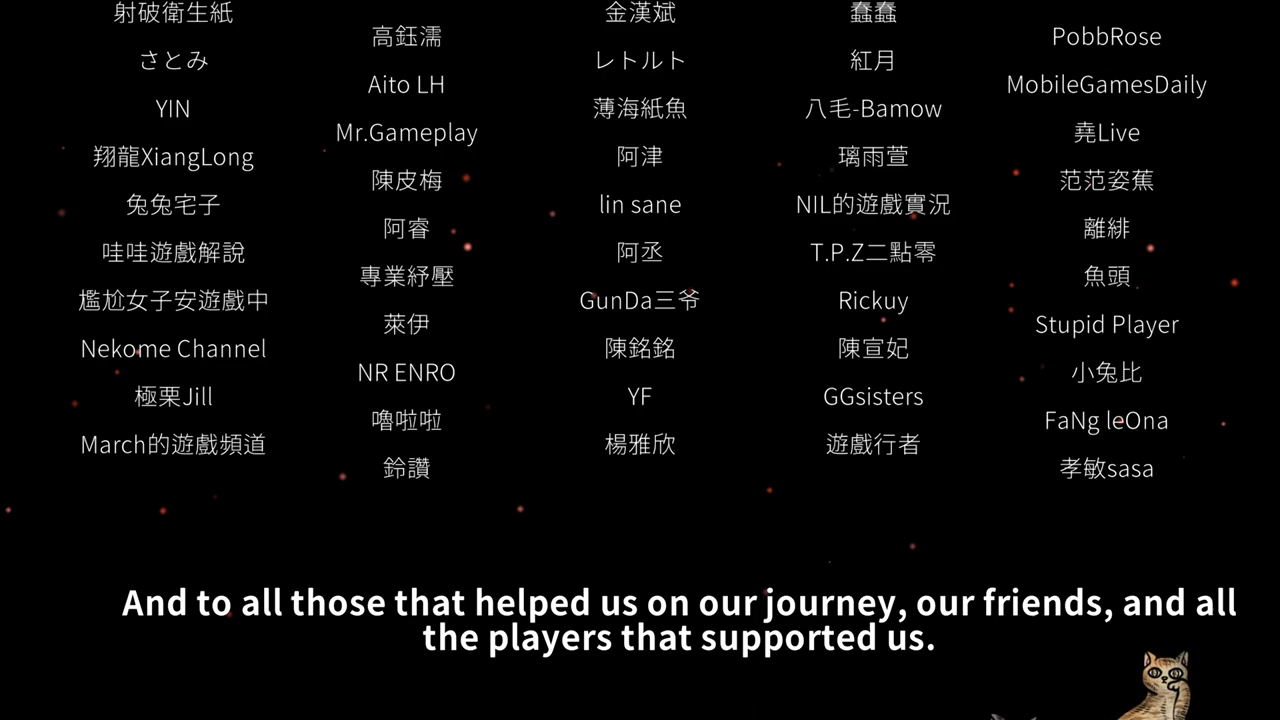 射破衛生紙
さとみ
YIN
翔龍XiangLong
兔兔宅子
哇哇遊戲解說
尷尬女子安遊戲中
Nekome Channel
極栗Jill
March的遊戲頻道
高鈺濡
Aito LH
Mr.Gameplay
陳皮梅
阿睿
專業紓壓
萊伊
NR ENRO
嚕啦啦
鈴讚
金漢斌
レトルト
薄海紙魚
阿津
lin sane
阿丞
GunDa三爷
陳銘銘
YF
楊雅欣
蠢蠢
紅月
八毛-Bamow
璃雨萱
NIL的遊戲實況
T.P.Z二點零
Rickuy
陳宣妃
GGsisters
遊戲行者
PobbRose
MobileGamesDaily
堯Live
范范姿蕉
離緋
魚頭
Stupid Player
小兔比
FaNg leOna
孝敏sasa
And to all those that helped us on our journey, our friends, and all
the players that supported us.